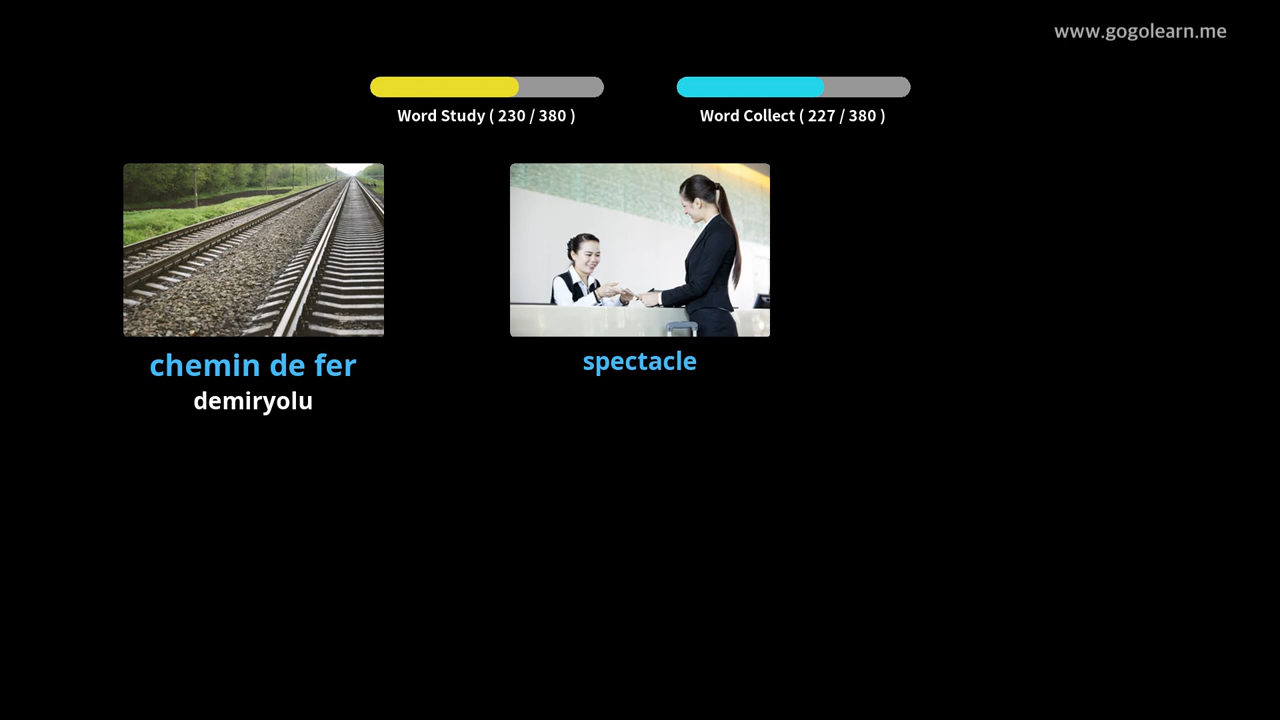 www.gogolearn.me
Word Study ( 230 / 380 )
Word Collect ( 227 / 380 )
chemin de fer
demiryolu
spectacle